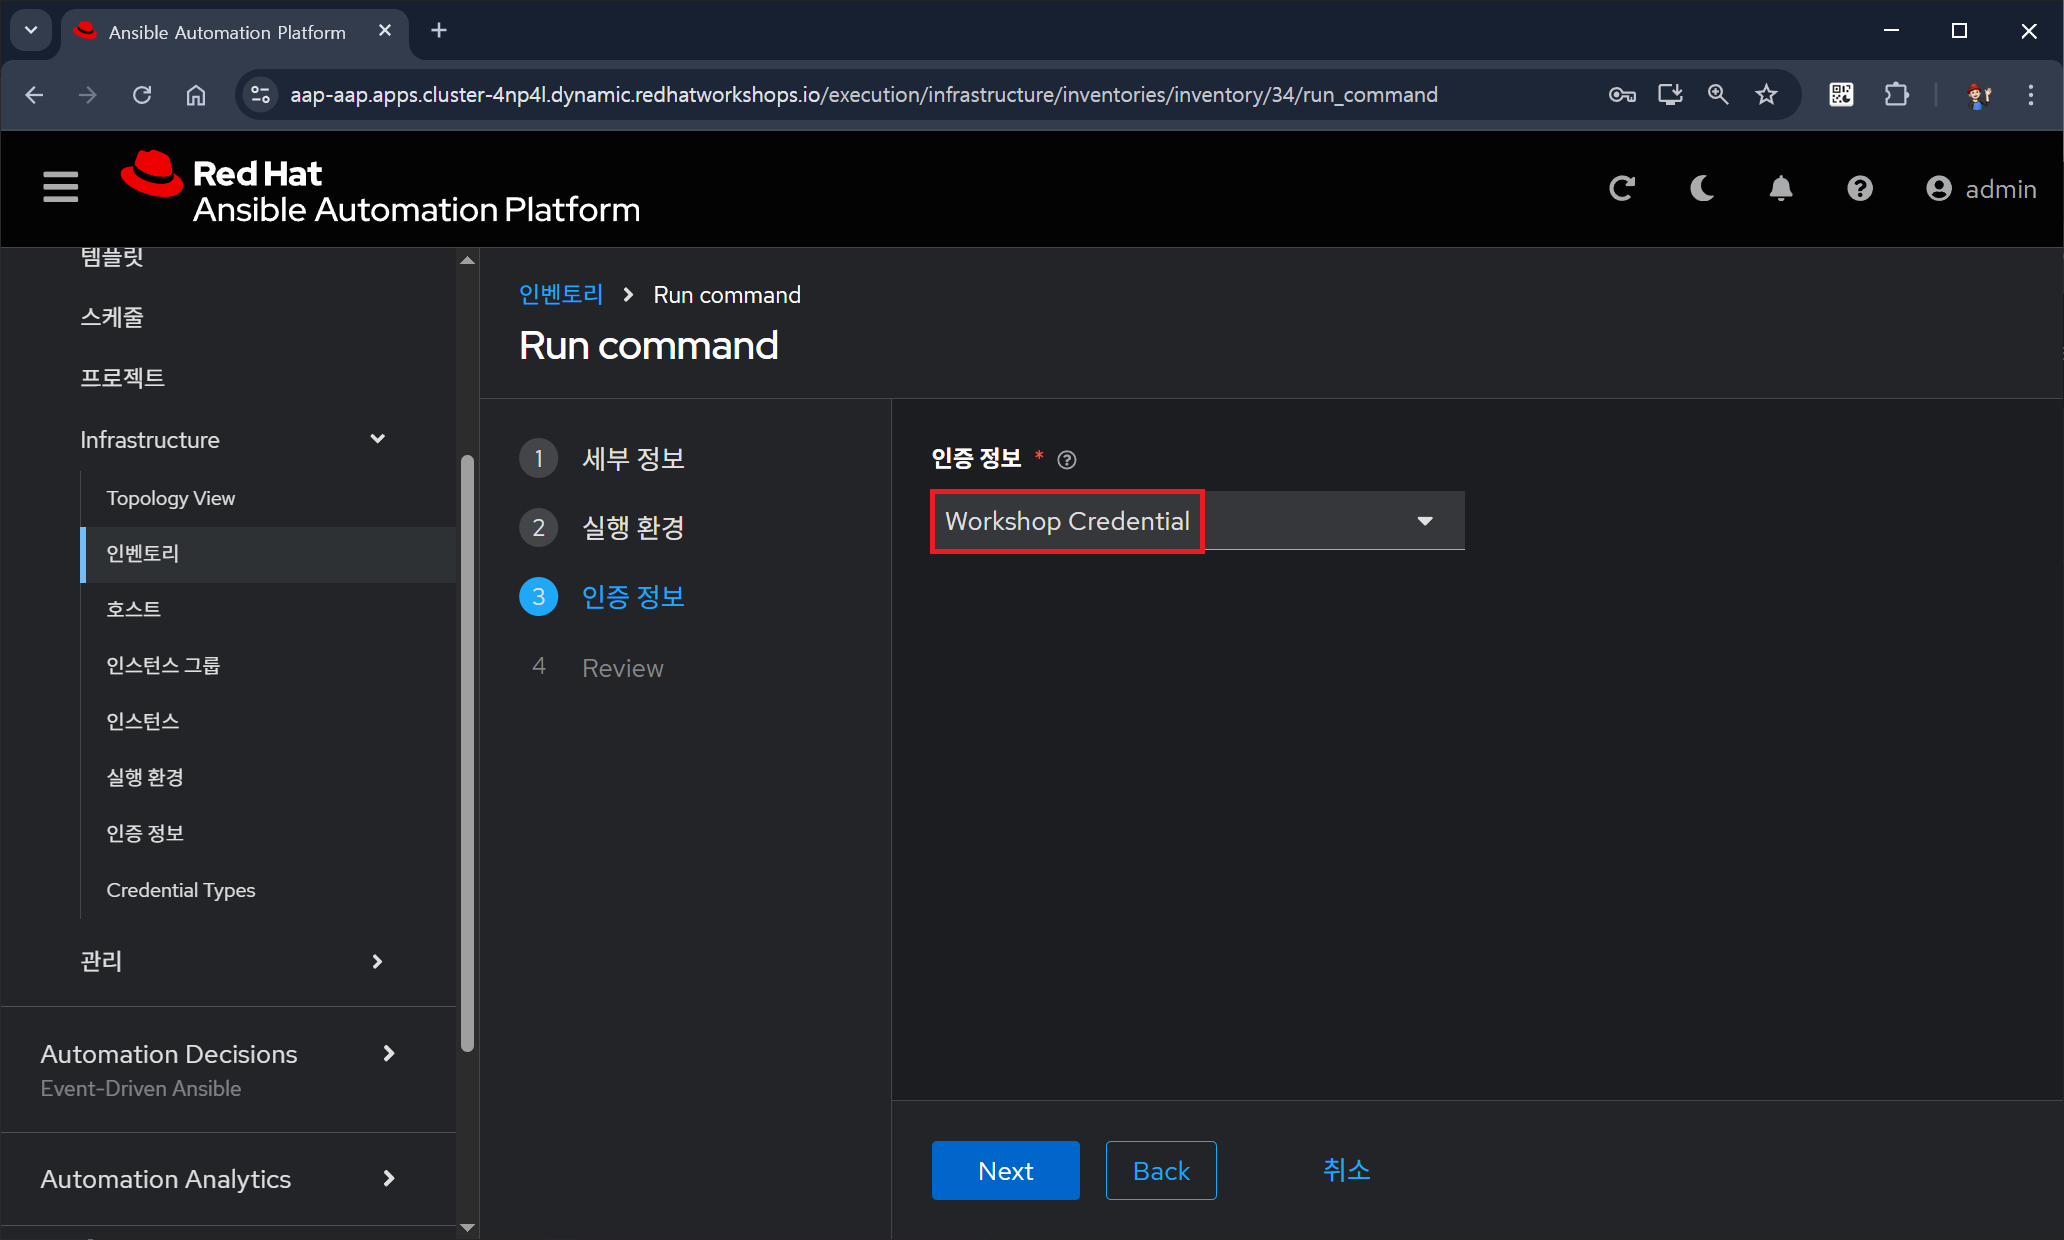 Ansible Automation Platform
aap-aap.apps.cluster-4np4l.dynamic.redhatworkshops.io/execution/infrastructure/inventories/inventory/34/run_command
Red Hat
Ansible Automation Platform
admin
템플릿
스케줄
프로젝트
Infrastructure
Topology View
인벤토리
호스트
인스턴스 그룹
인스턴스
실행 환경
인증 정보
Credential Types
관리
Automation Decisions
Event-Driven Ansible
Automation Analytics
인벤토리 Run command
Run command
1 세부 정보
2 실행 환경
3 인증 정보
4 Review
인증 정보 *
Workshop Credential
Next Back 취소